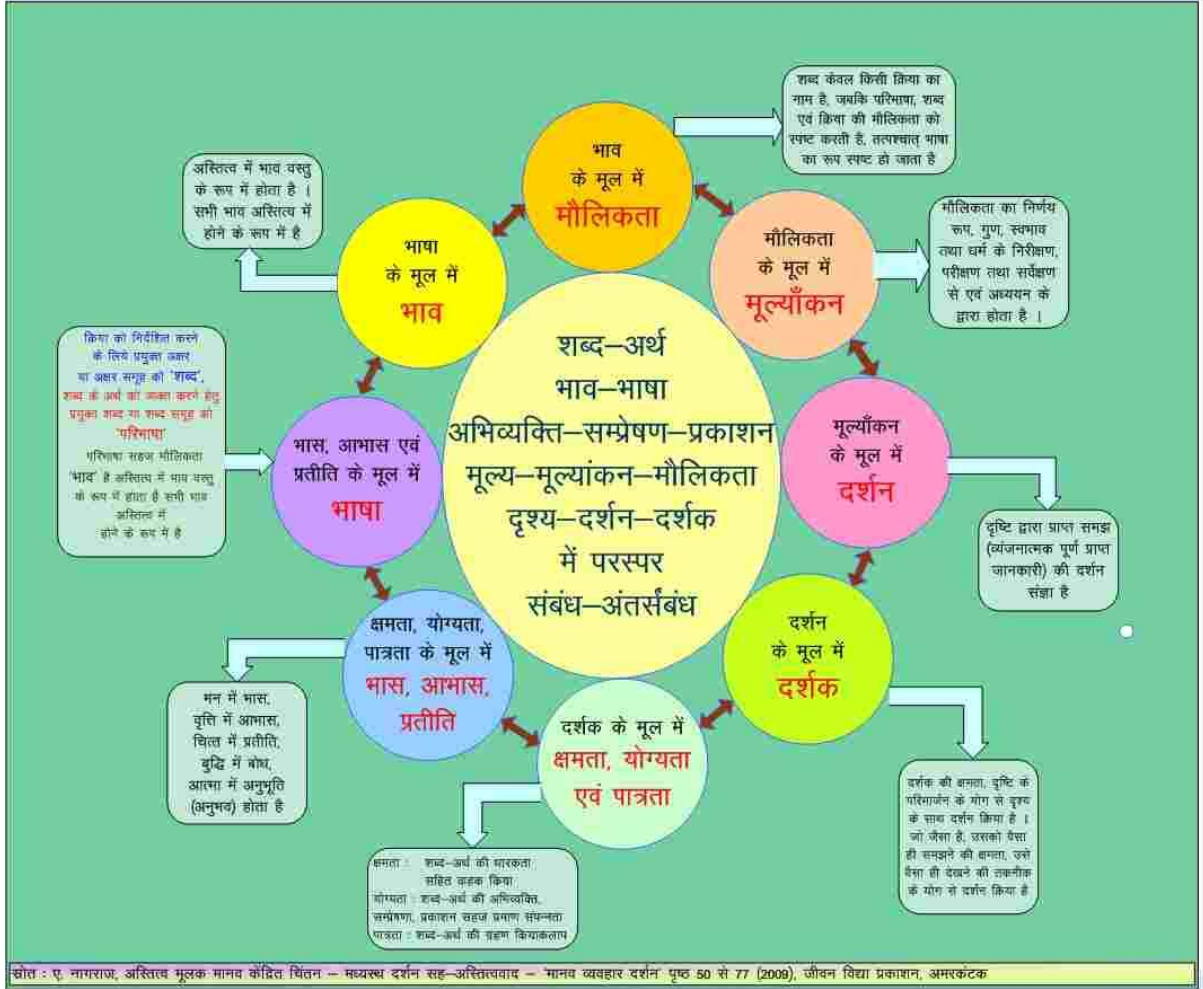 शब्द केवल किसी क्रिया का
नाम है, जबकि परिभाषा, शब्द
एवं क्रिया की मौलिकता को
स्पष्ट करती है, तत्पश्चात् भाषा
का रूप स्पष्ट हो जाता है
भाव
के मूल में
मौलिकता
अस्तित्व में भाव वस्तु
के रूप में होता है ।
सभी भाव अस्तित्व में
होने के रूप में है
भाषा
के मूल में
भाव
मौलिकता
के मूल में
मूल्याँकन
मौलिकता का निर्णय
रूप, गुण, स्वभाव
तथा धर्म के निरीक्षण,
परीक्षण तथा सर्वेक्षण
से एवं अध्ययन के
द्वारा होता है ।
शब्द–अर्थ
भाव–भाषा
अभिव्यक्ति–सम्प्रेषण–प्रकाशन
मूल्य–मूल्यांकन–मौलिकता
दृश्य–दर्शन–दर्शक
में परस्पर
संबंध–अंतर्संबंध
क्रिया को निर्देशित करने
के लिये प्रयुक्त अक्षर
या अक्षर समूह को 'शब्द',
शब्द के अर्थ को व्यक्त करने हेतु
प्रयुक्त शब्द या शब्द समूह को
'परिभाषा'
परिभाषा सहज मौलिकता
'भाव' है अस्तित्व में भाव वस्तु
के रूप में होता है सभी भाव
अस्तित्व में
होने के रूप में है
भास, आभास एवं
प्रतीति के मूल में
भाषा
मूल्याँकन
के मूल में
दर्शन
दृष्टि द्वारा प्राप्त समझ
(व्यंजनात्मक पूर्ण प्राप्त
जानकारी) की दर्शन
संज्ञा है
क्षमता, योग्यता,
पात्रता के मूल में
भास, आभास,
प्रतीति
दर्शन
के मूल में
दर्शक
मन में भास,
वृत्ति में आभास,
चित्त में प्रतीति,
बुद्धि में बोध,
आत्मा में अनुभूति
(अनुभव) होता है
दर्शक के मूल में
क्षमता, योग्यता
एवं पात्रता
दर्शक की क्षमता, दृष्टि के
परिमार्जन के योग से दृश्य
के साथ दर्शन क्रिया है ।
जो जैसा है, उसको वैसा
ही समझने की क्षमता, उसे
वैसा ही देखने की तकनीक
के योग से दर्शन क्रिया है
क्षमता : शब्द–अर्थ की धारकता
सहित वाहक क्रिया
योग्यता : शब्द–अर्थ की अभिव्यक्ति,
सम्प्रेषणा, प्रकाशन सहज प्रमाण संपन्नता
पात्रता : शब्द–अर्थ की ग्रहण क्रियाकलाप
स्रोत : ए. नागराज, अस्तित्व मूलक मानव केंद्रित चिंतन – मध्यस्थ दर्शन सह–अस्तित्ववाद – 'मानव व्यवहार दर्शन' पृष्ठ 50 से 77 (2009), जीवन विद्या प्रकाशन, अमरकंटक